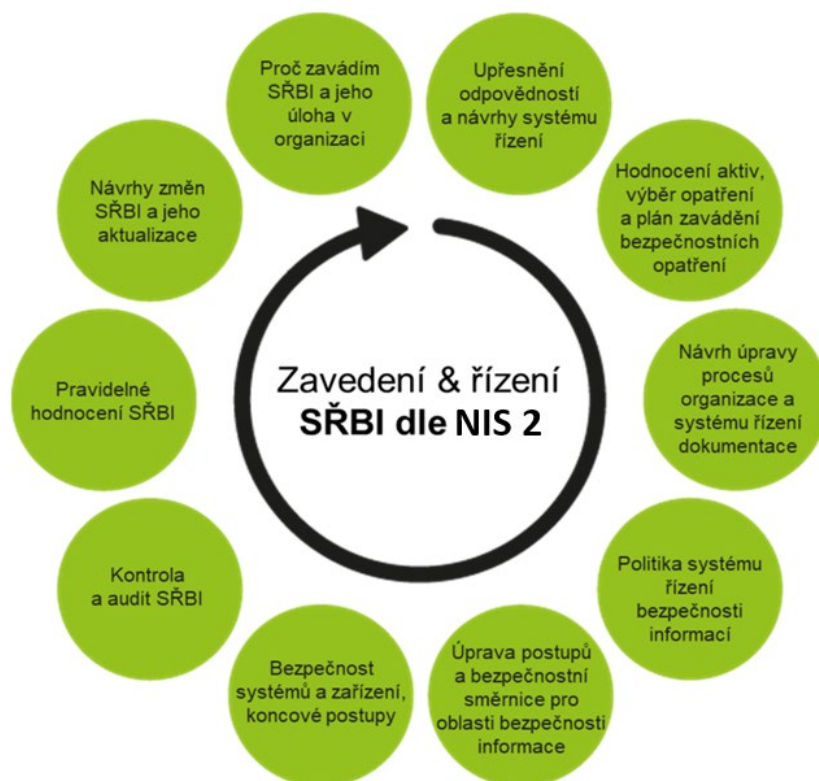 Proč zavádím
SŘBI a jeho
úloha v
organizaci
Upřesnění
odpovědností
a návrhy systému
řízení
Hodnocení aktiv,
výběr opatření
a plán zavádění
bezpečnostních
opatření
Návrh úpravy
procesů
organizace a
systému řízení
dokumentace
Politika systému
řízení
bezpečnosti
informací
Úprava postupů
a bezpečnostní
směrnice pro
oblasti bezpečnosti
informace
Bezpečnost
systémů a zařízení,
koncové postupy
Kontrola
a audit SŘBI
Pravidelné
hodnocení SŘBI
Návrhy změn
SŘBI a jeho
aktualizace
Zavedení & řízení
SŘBI dle NIS 2